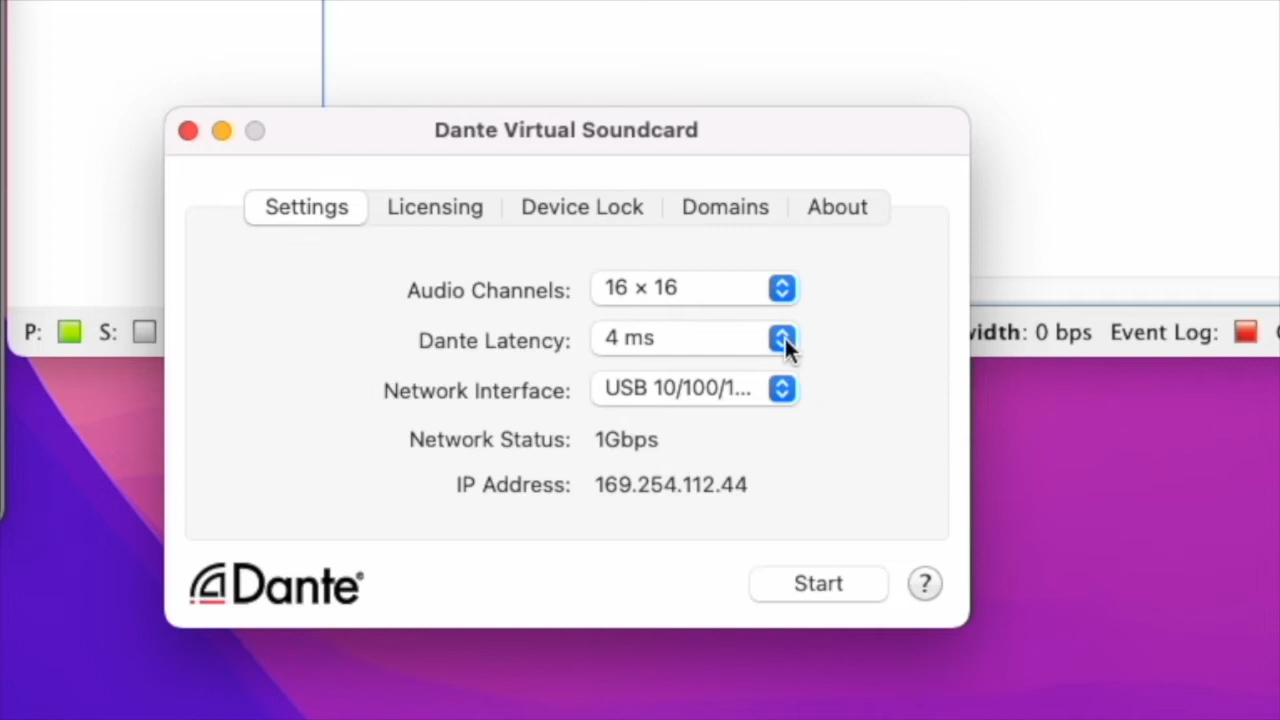 Dante Virtual Soundcard
Settings Licensing Device Lock Domains About
Audio Channels: 16 × 16
Dante Latency: 4 ms
P: S: width: 0 bps Event Log:
Network Interface: USB 10/100/1...
Network Status: 1Gbps
IP Address: 169.254.112.44
Dante®
Start ?